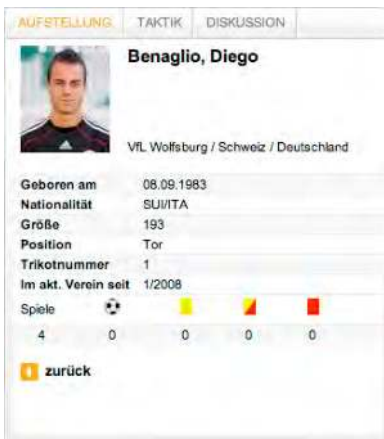 AUFSTELLUNG TAKTIK DISKUSSION
Benaglio, Diego
VfL Wolfsburg / Schweiz / Deutschland
Geboren am 08.09.1983
Nationalität SUI/ITA
Größe 193
Position Tor
Trikotnummer 1
Im akt. Verein seit 1/2008
Spiele
4 0 0 0 0
zurück